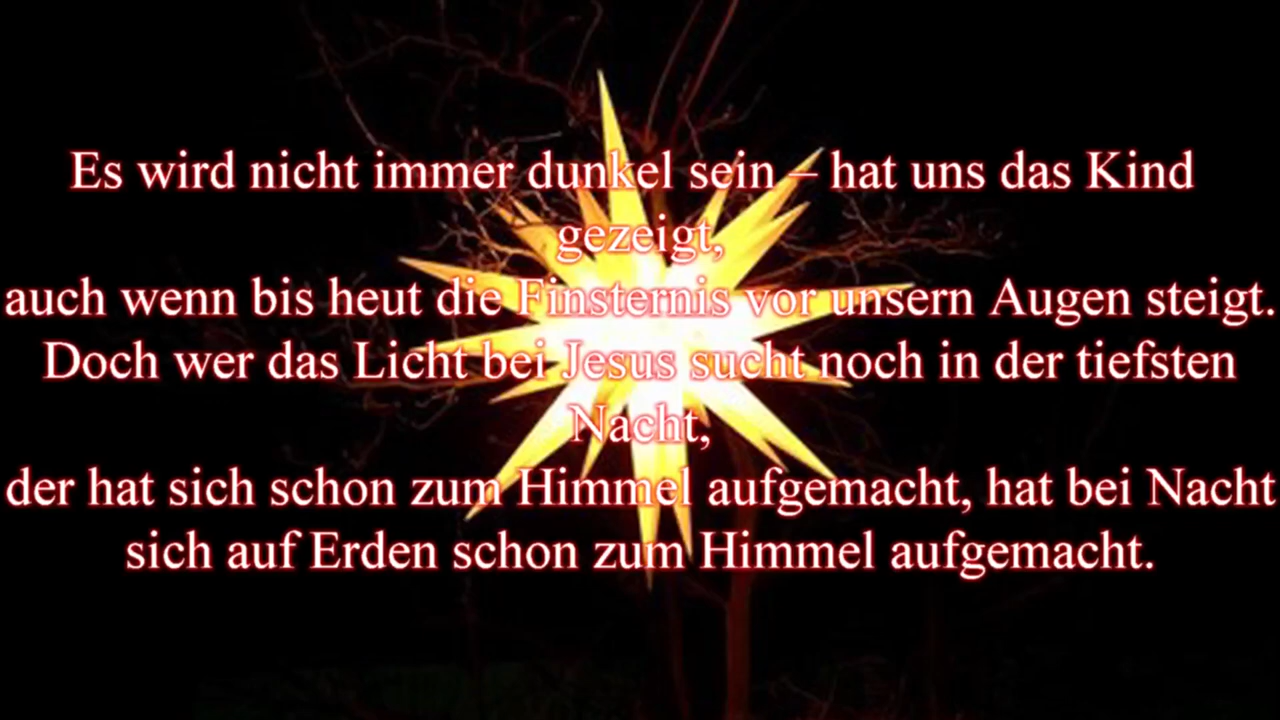 Es wird nicht immer dunkel sein – hat uns das Kind
gezeigt,
auch wenn bis heut die Finsternis vor unsern Augen steigt.
Doch wer das Licht bei Jesus sucht noch in der tiefsten
Nacht,
der hat sich schon zum Himmel aufgemacht, hat bei Nacht
sich auf Erden schon zum Himmel aufgemacht.